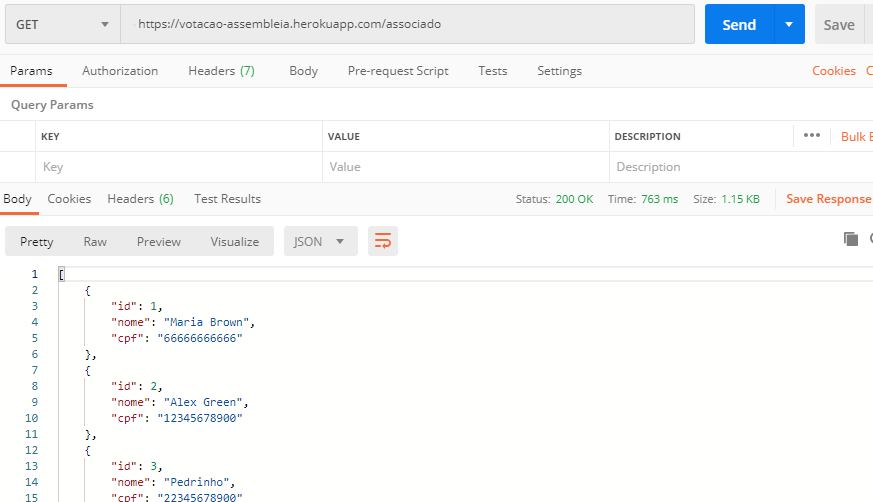 GET https://votacao-assembleia.herokuapp.com/associado Send Save
Params Authorization Headers (7) Body Pre-request Script Tests Settings Cookies
Query Params
KEY VALUE DESCRIPTION ••• Bulk
Key Value Description
Body Cookies Headers (6) Test Results Status: 200 OK Time: 763 ms Size: 1.15 KB Save Response
Pretty Raw Preview Visualize JSON
1 [
2 {
3 "id": 1,
4 "nome": "Maria Brown",
5 "cpf": "66666666666"
6 },
7 {
8 "id": 2,
9 "nome": "Alex Green",
10 "cpf": "12345678900"
11 },
12 {
13 "id": 3,
14 "nome": "Pedrinho",
15 "cpf": "22345678900"